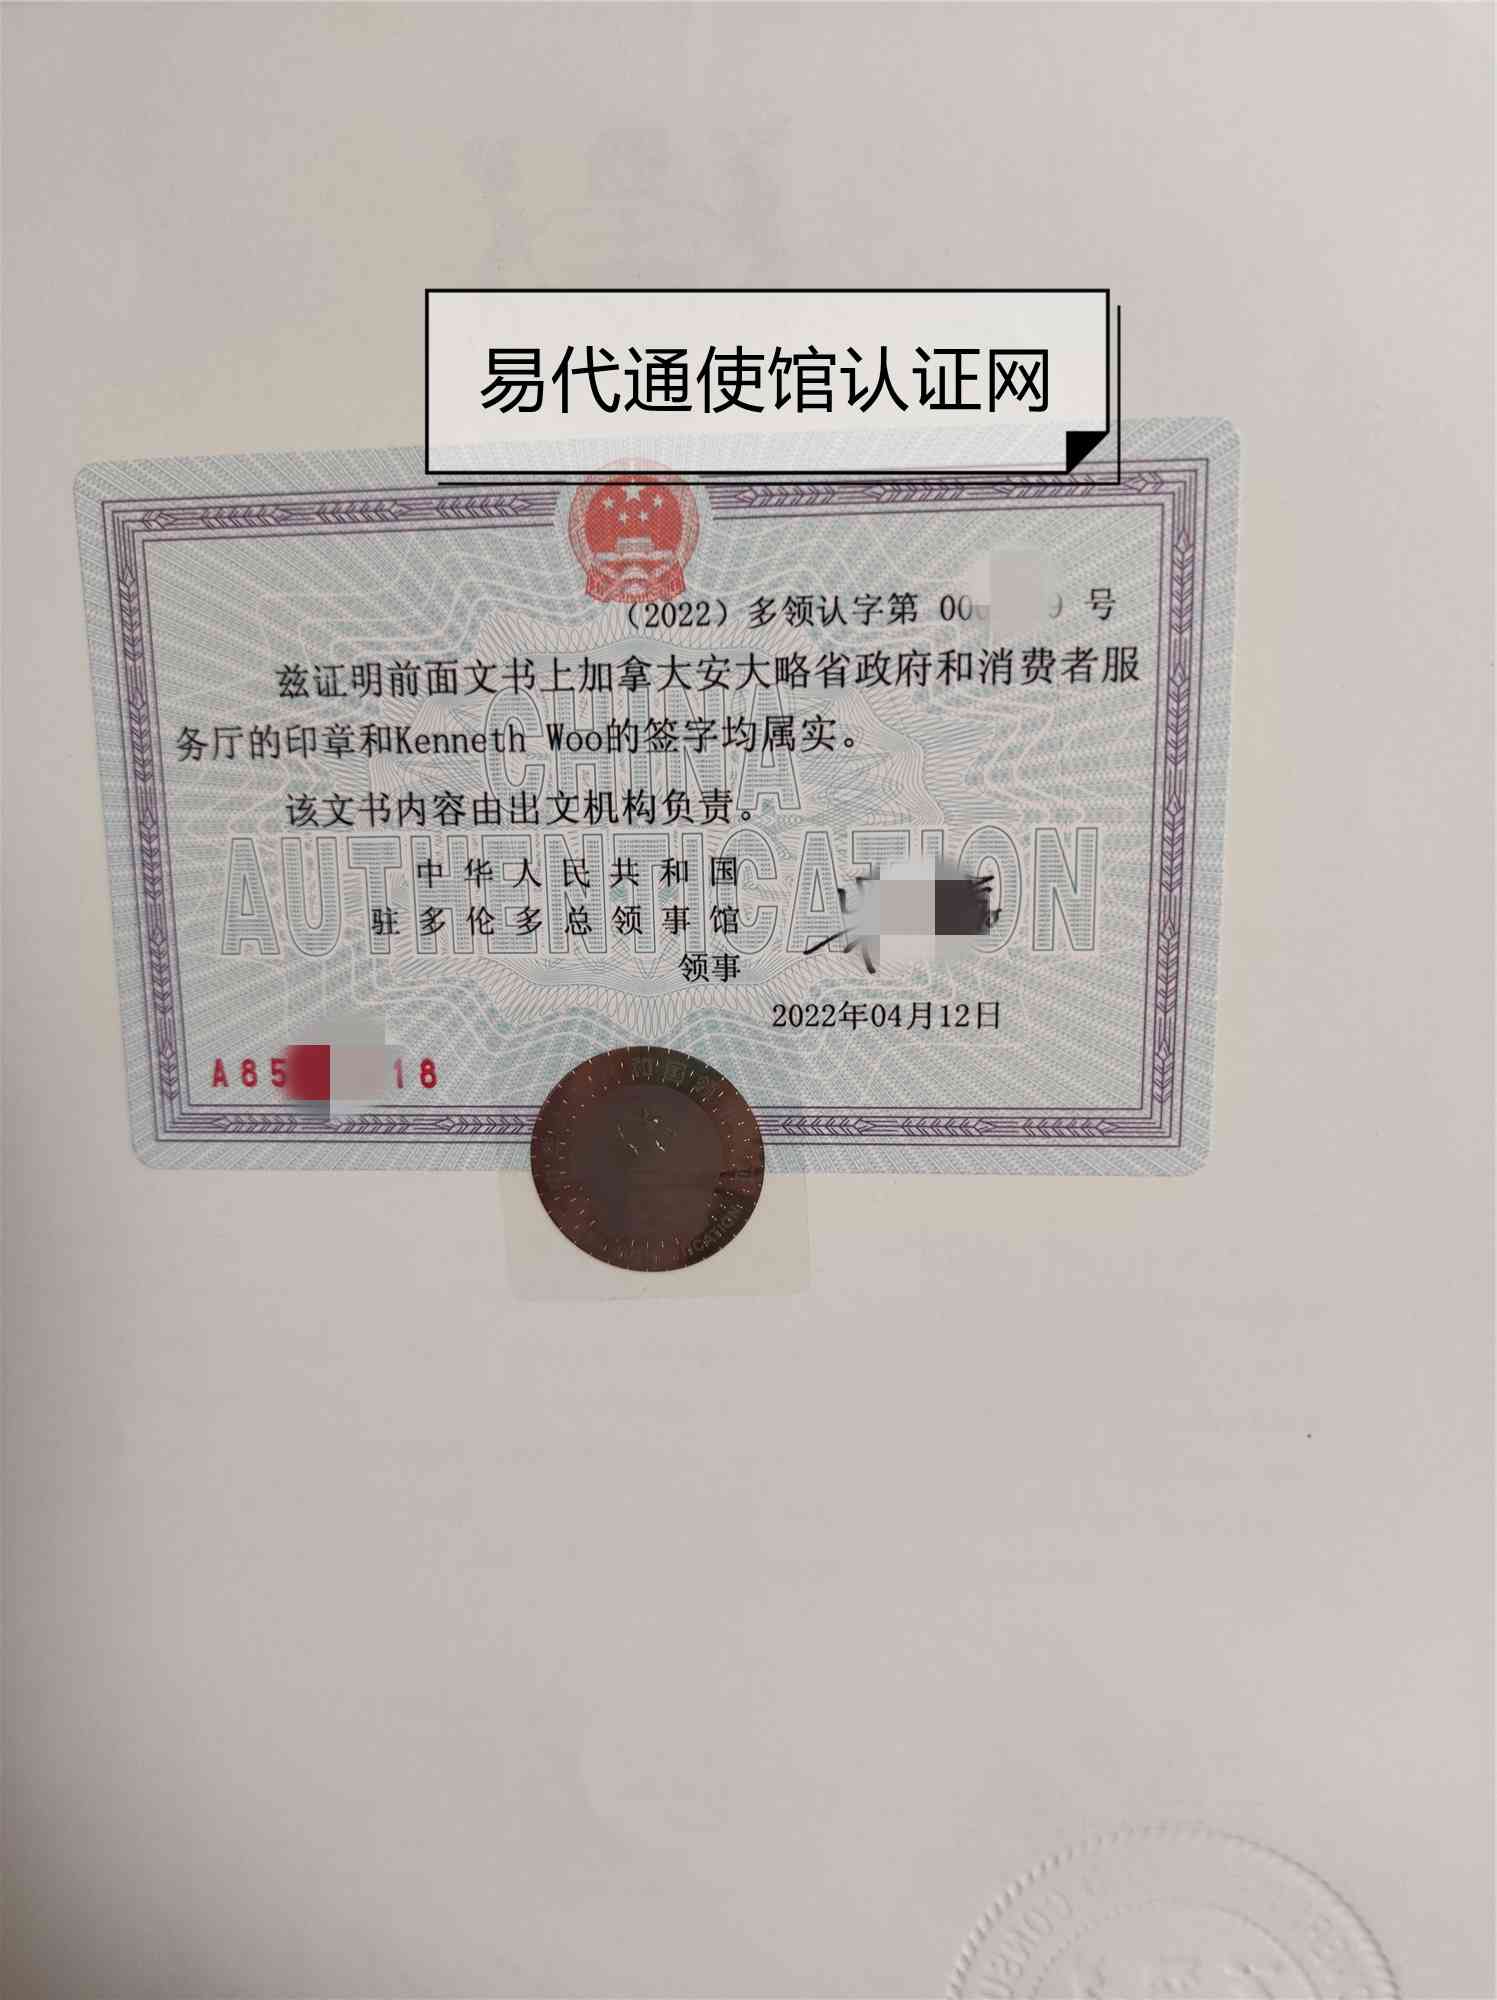 易代通使馆认证网
（2022）多领认字第 00 9 号
兹证明前面文书上加拿大安大略省政府和消费者服
务厅的印章和Kenneth Woo的签字均属实。
该文书内容由出文机构负责。
CHINA
AUTHENTICATION
中华人民共和国
驻多伦多总领事馆
领事
2022年04月12日
A85 18
和国
CATION